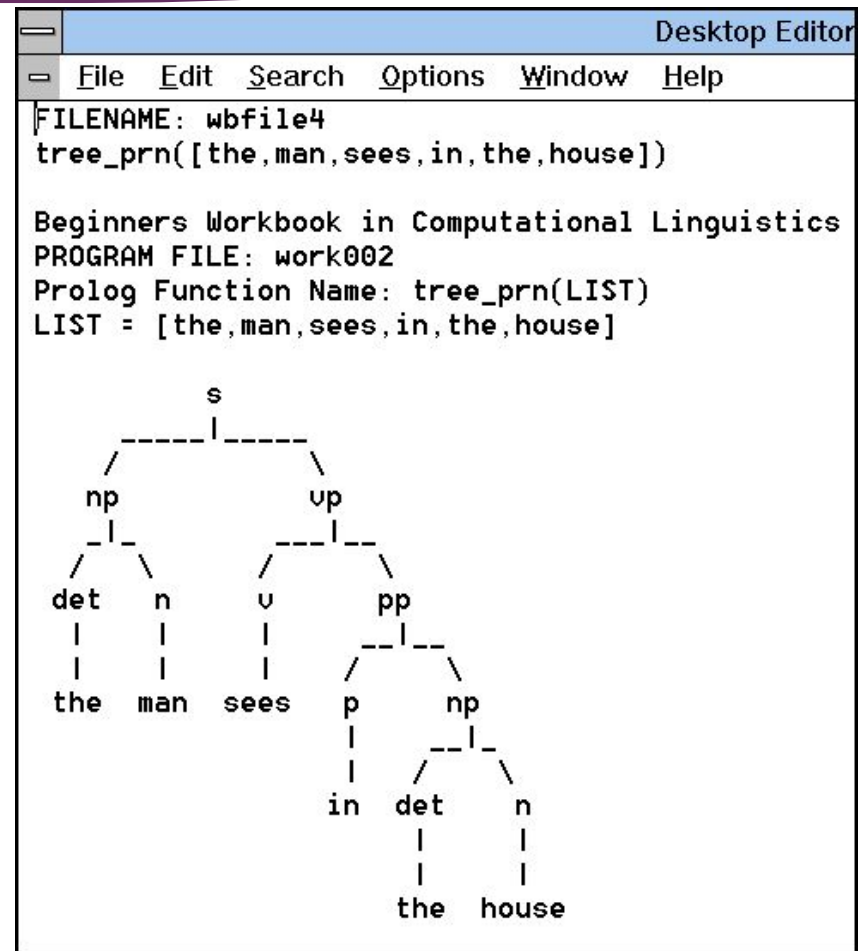 Desktop Editor
File Edit Search Options Window Help
FILENAME: wbfile4
tree_prn([the,man,sees,in,the,house])
Beginners Workbook in Computational Linguistics
PROGRAM FILE: work002
Prolog Function Name: tree_prn(LIST)
LIST = [the,man,sees,in,the,house]
s
np vp
det n v pp
the man sees p np
in det n
the house